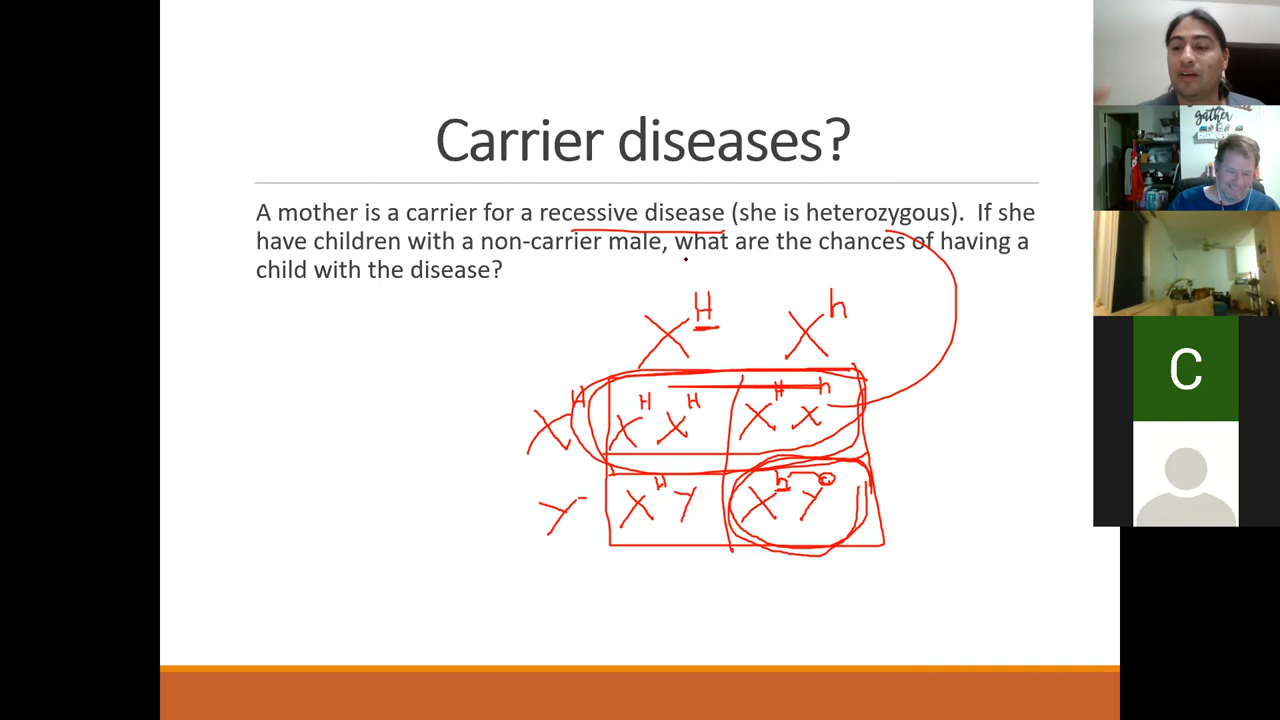 Carrier diseases?
A mother is a carrier for a recessive disease (she is heterozygous). If she
have children with a non-carrier male, what are the chances of having a
child with the disease?
X^H X^h
X^H X^H X^H X^H X^h
Y X^H Y X^h Y
gather
C